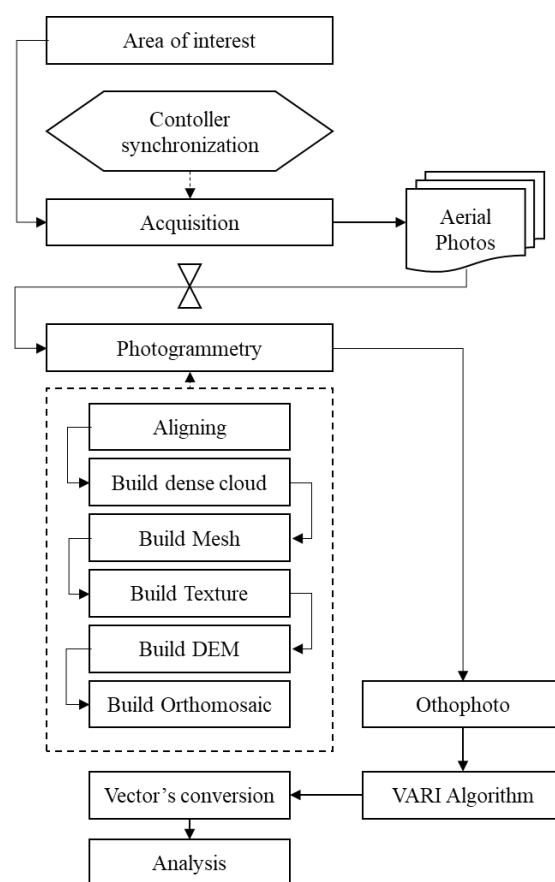 Area of interest
Contoller
synchronization
Acquisition
Aerial
Photos
Photogrammetry
Aligning
Build dense cloud
Build Mesh
Build Texture
Build DEM
Build Orthomosaic
Othophoto
VARI Algorithm
Vector’s conversion
Analysis